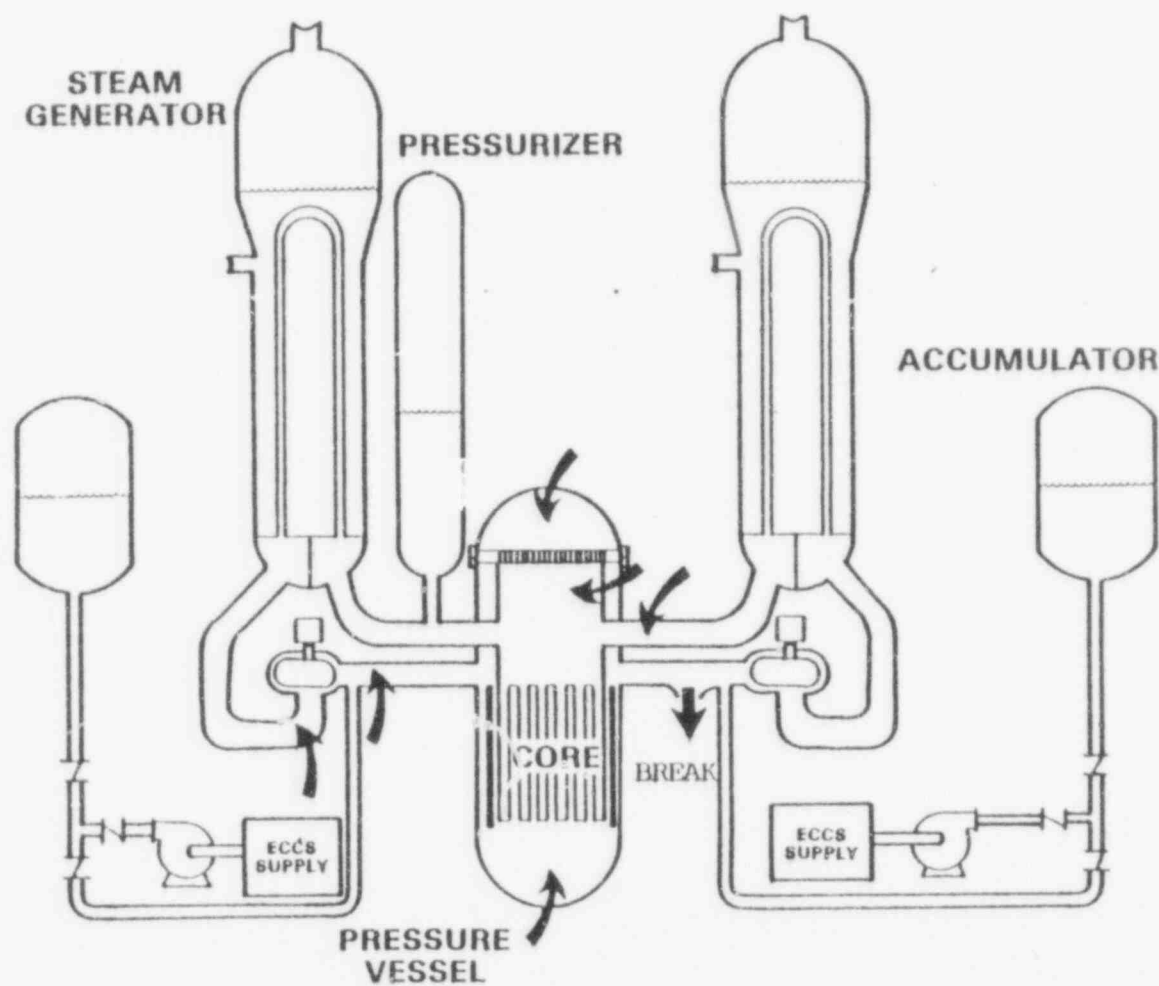 STEAM
GENERATOR
PRESSURIZER
ACCUMULATOR
CORE
BREAK
ECCS
SUPPLY
ECCS
SUPPLY
PRESSURE
VESSEL